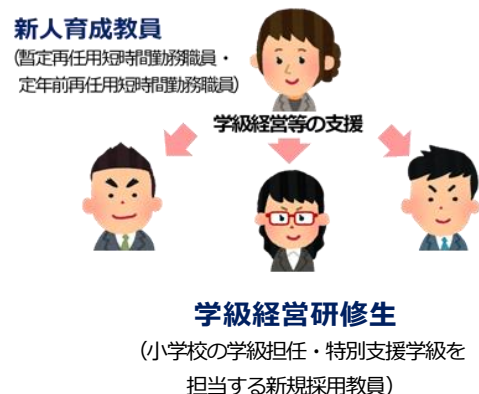 新人育成教員
(暫定再任用短時間勤務職員・
定年前再任用短時間勤務職員)
学級経営等の支援
学級経営研修生
（小学校の学級担任・特別支援学級を
担当する新規採用教員）